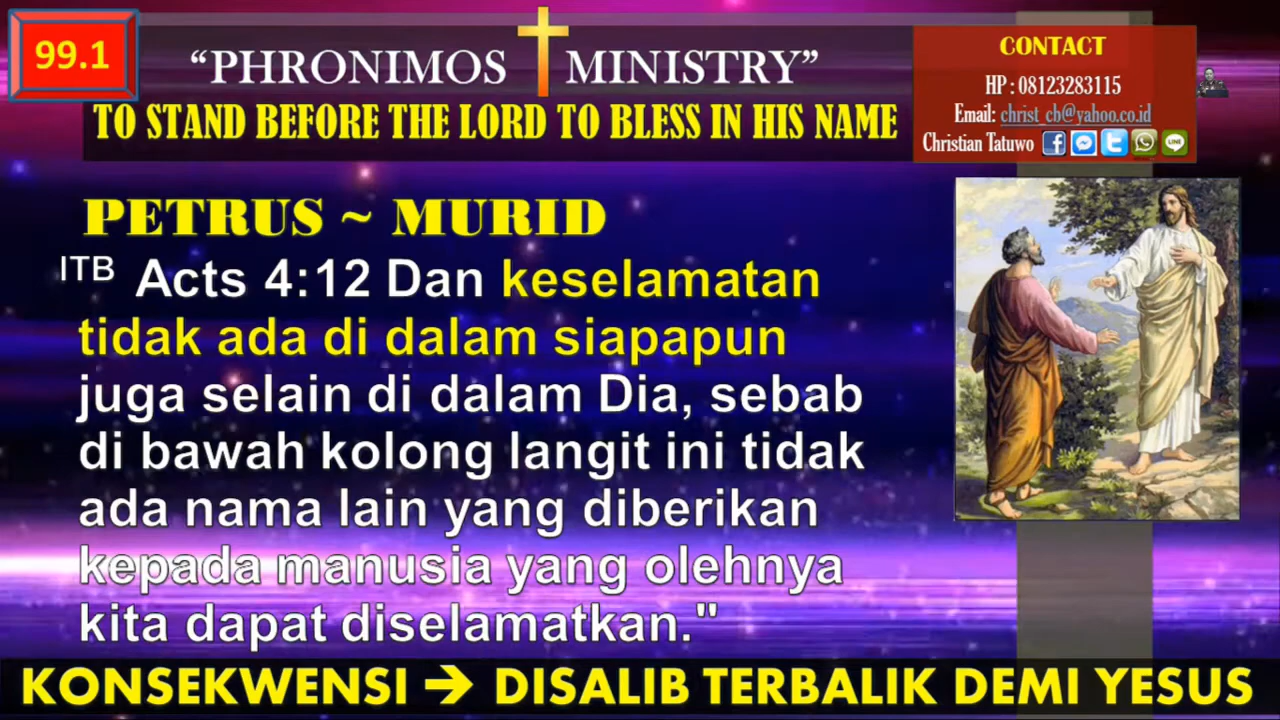 99.1
“PHRONIMOS MINISTRY”
TO STAND BEFORE THE LORD TO BLESS IN HIS NAME
CONTACT
HP : 08123283115
Email: christ_cb@yahoo.co.id
Christian Tatuwo
PETRUS ~ MURID
ITB Acts 4:12 Dan keselamatan
tidak ada di dalam siapapun
juga selain di dalam Dia, sebab
di bawah kolong langit ini tidak
ada nama lain yang diberikan
kepada manusia yang olehnya
kita dapat diselamatkan."
KONSEKWENSI → DISALIB TERBALIK DEMI YESUS